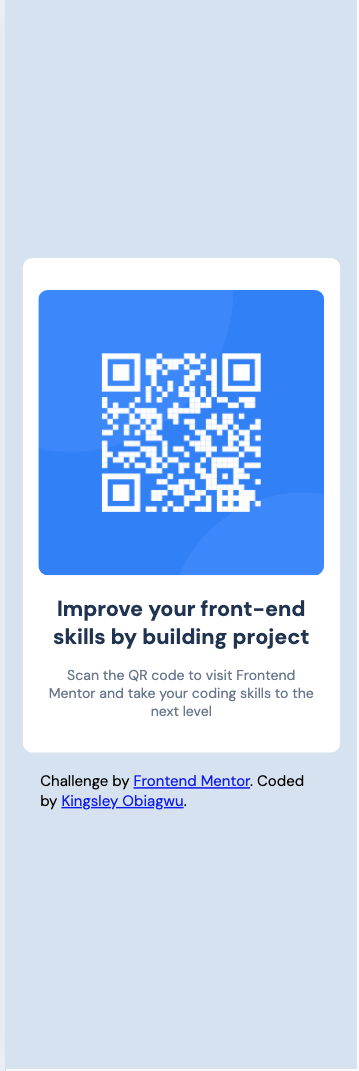 Improve your front-end
skills by building project
Scan the QR code to visit Frontend
Mentor and take your coding skills to the
next level
Challenge by Frontend Mentor. Coded
by Kingsley Obiagwu.